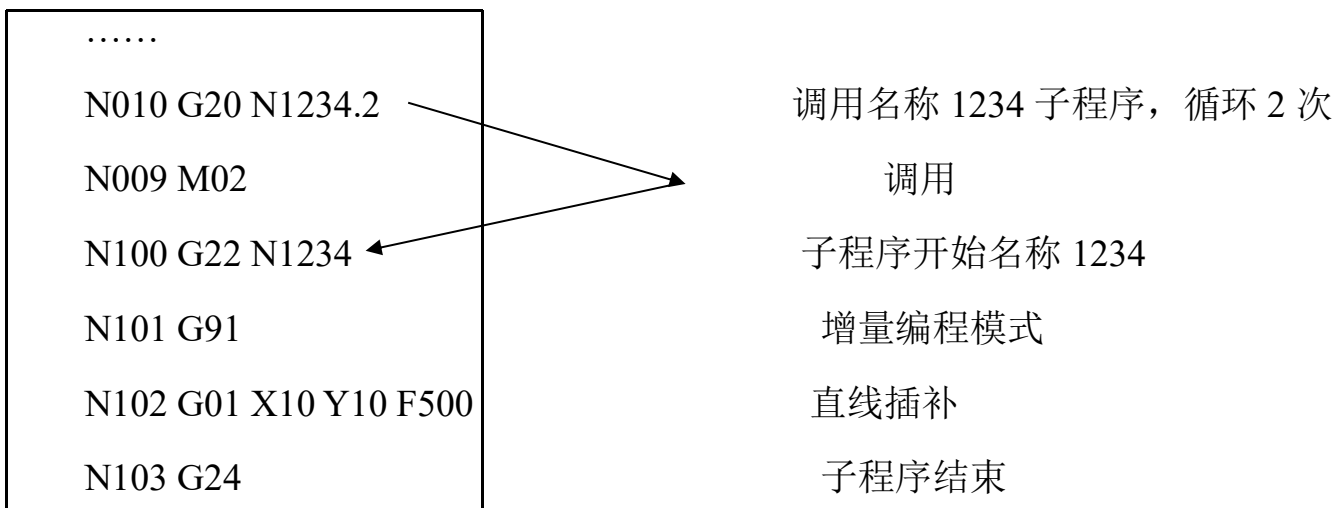 ……
N010 G20 N1234.2 调用名称 1234 子程序，循环 2 次
N009 M02 调用
N100 G22 N1234 子程序开始名称 1234
N101 G91 增量编程模式
N102 G01 X10 Y10 F500 直线插补
N103 G24 子程序结束